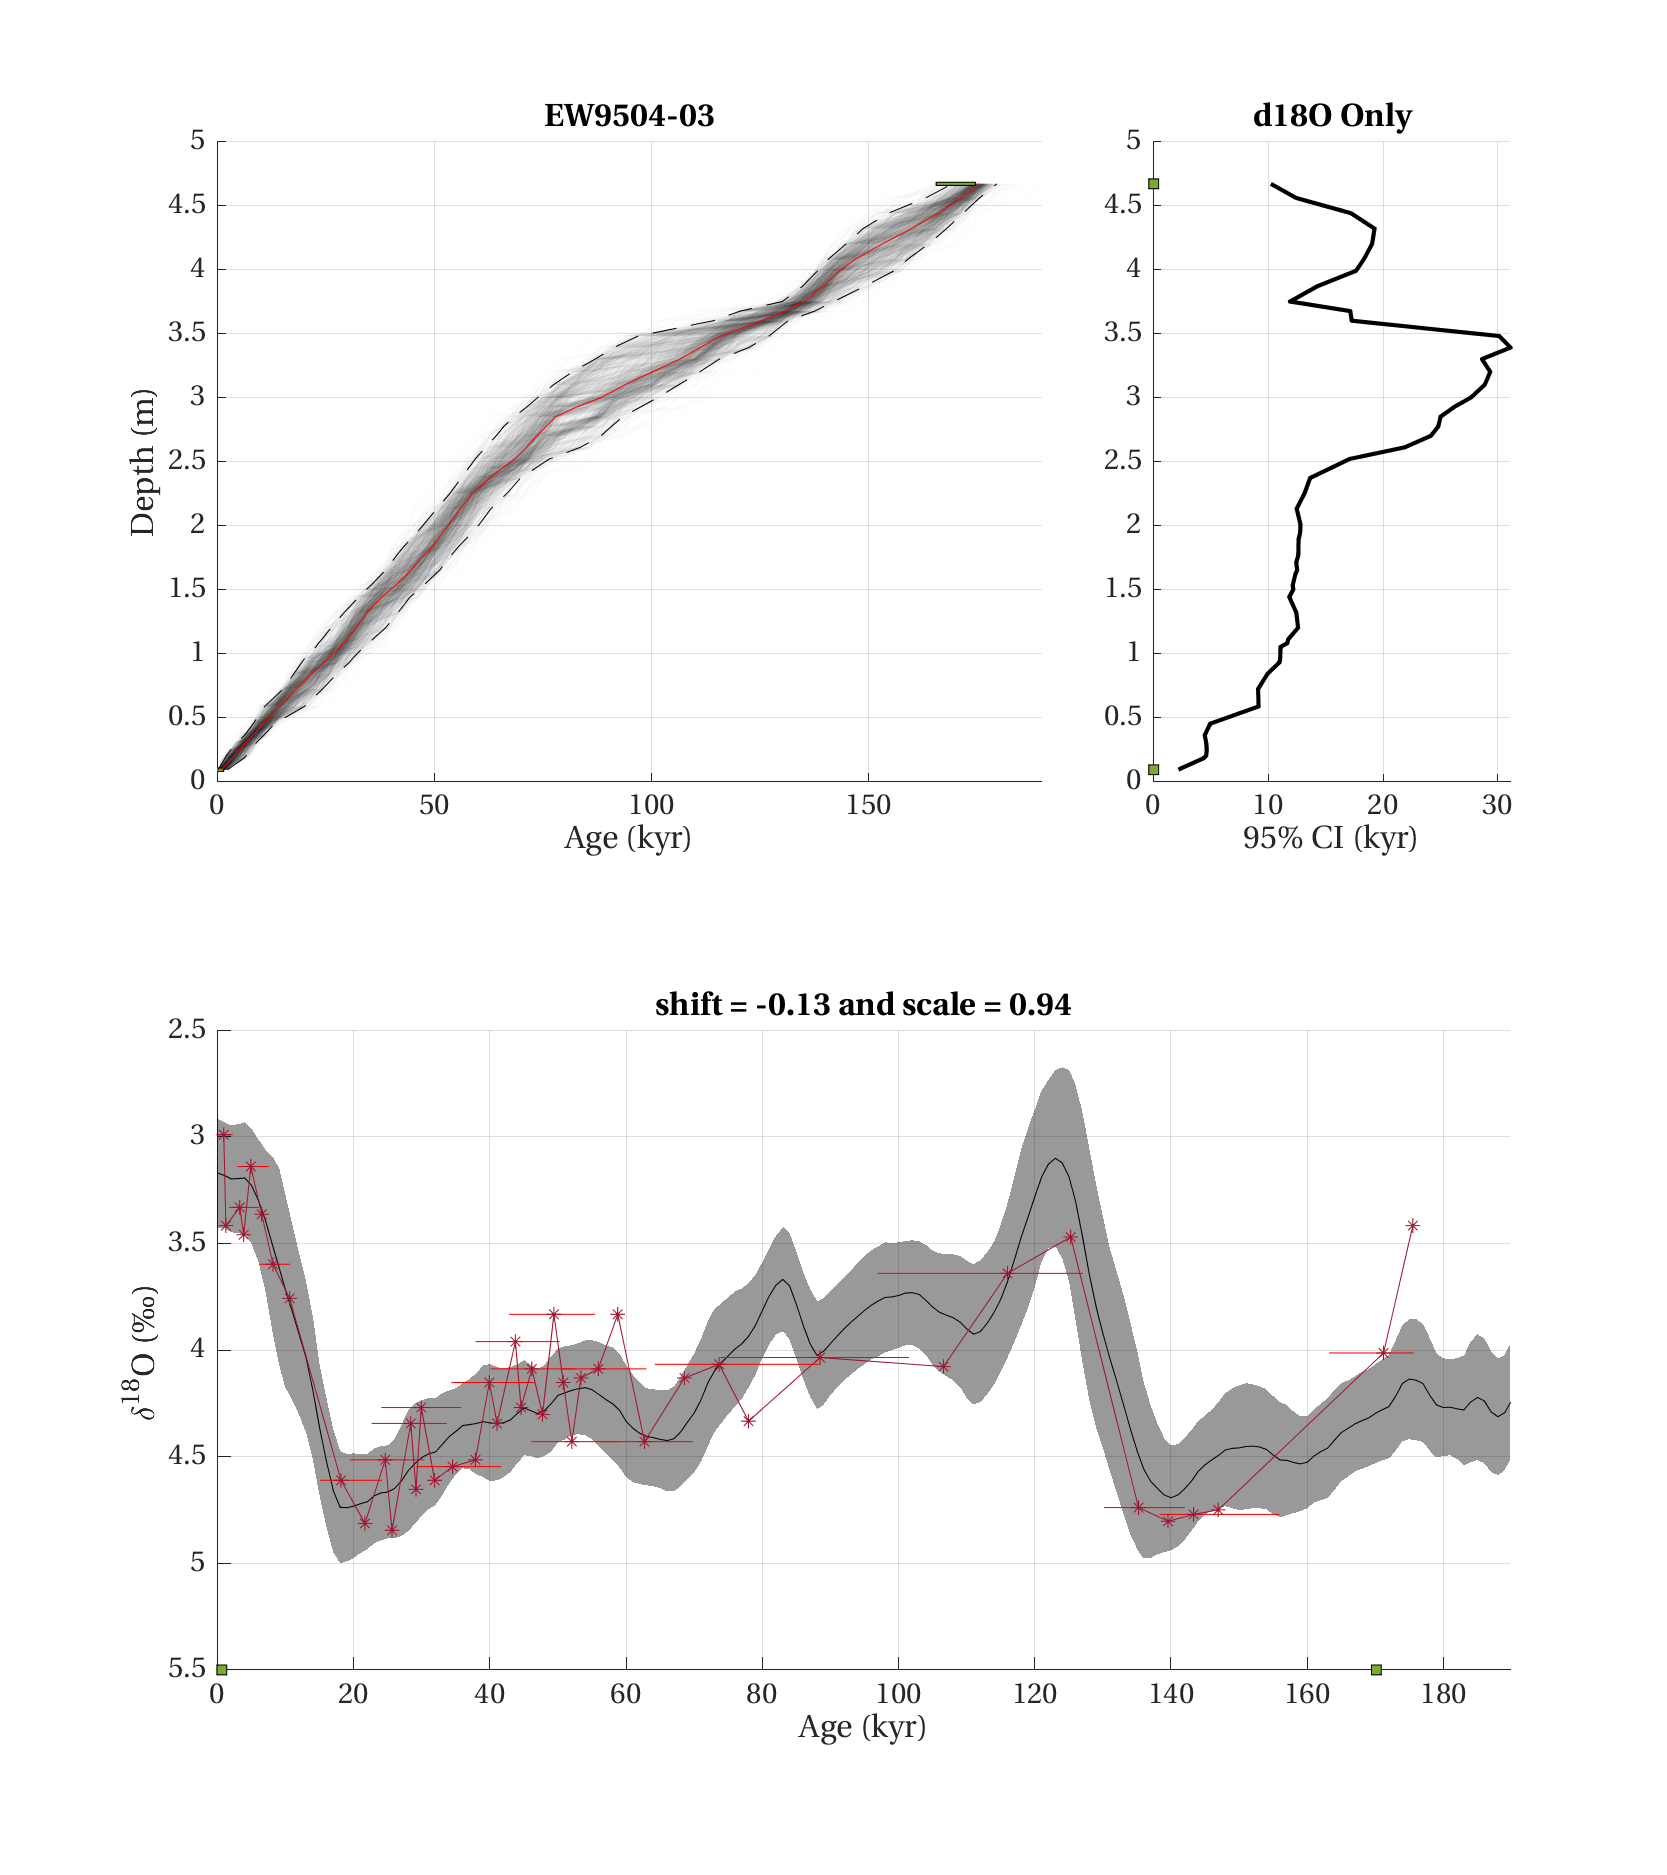 EW9504-03
d18O Only
5
4.5
4
3.5
3
2.5
2
1.5
1
0.5
0
Depth (m)
0 50 100 150
Age (kyr)
5
4.5
4
3.5
3
2.5
2
1.5
1
0.5
0
0 10 20 30
95% CI (kyr)
shift = -0.13 and scale = 0.94
2.5
3
3.5
4
4.5
5
5.5
δ¹⁸O (‰)
0 20 40 60 80 100 120 140 160 180
Age (kyr)